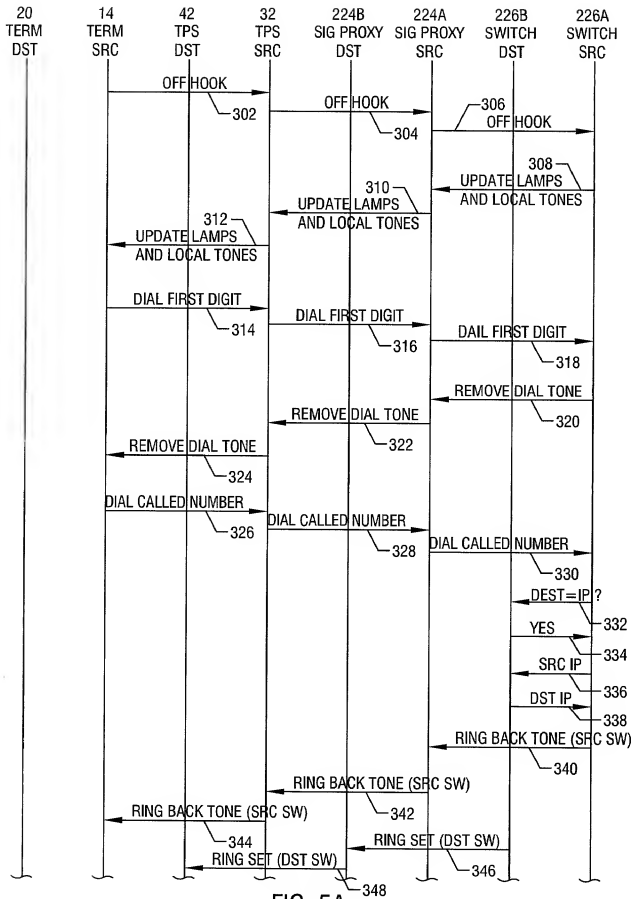 20 14 42 32 224B 224A 226B 226A
TERM TERM TPS TPS SIG PROXY SIG PROXY SWITCH SWITCH
DST SRC DST SRC DST SRC DST SRC
OFF HOOK
302
OFF HOOK
304
306
OFF HOOK
308
UPDATE LAMPS
AND LOCAL TONES
310
UPDATE LAMPS
AND LOCAL TONES
312
UPDATE LAMPS
AND LOCAL TONES
DIAL FIRST DIGIT
314
DIAL FIRST DIGIT
316
DAIL FIRST DIGIT
318
REMOVE DIAL TONE
320
REMOVE DIAL TONE
322
REMOVE DIAL TONE
324
DIAL CALLED NUMBER
326
DIAL CALLED NUMBER
328
DIAL CALLED NUMBER
330
DEST=IP ?
332
YES
334
SRC IP
336
DST IP
338
RING BACK TONE (SRC SW)
340
RING BACK TONE (SRC SW)
342
RING BACK TONE (SRC SW)
344
RING SET (DST SW)
346
RING SET (DST SW)
348
FIG. 5A